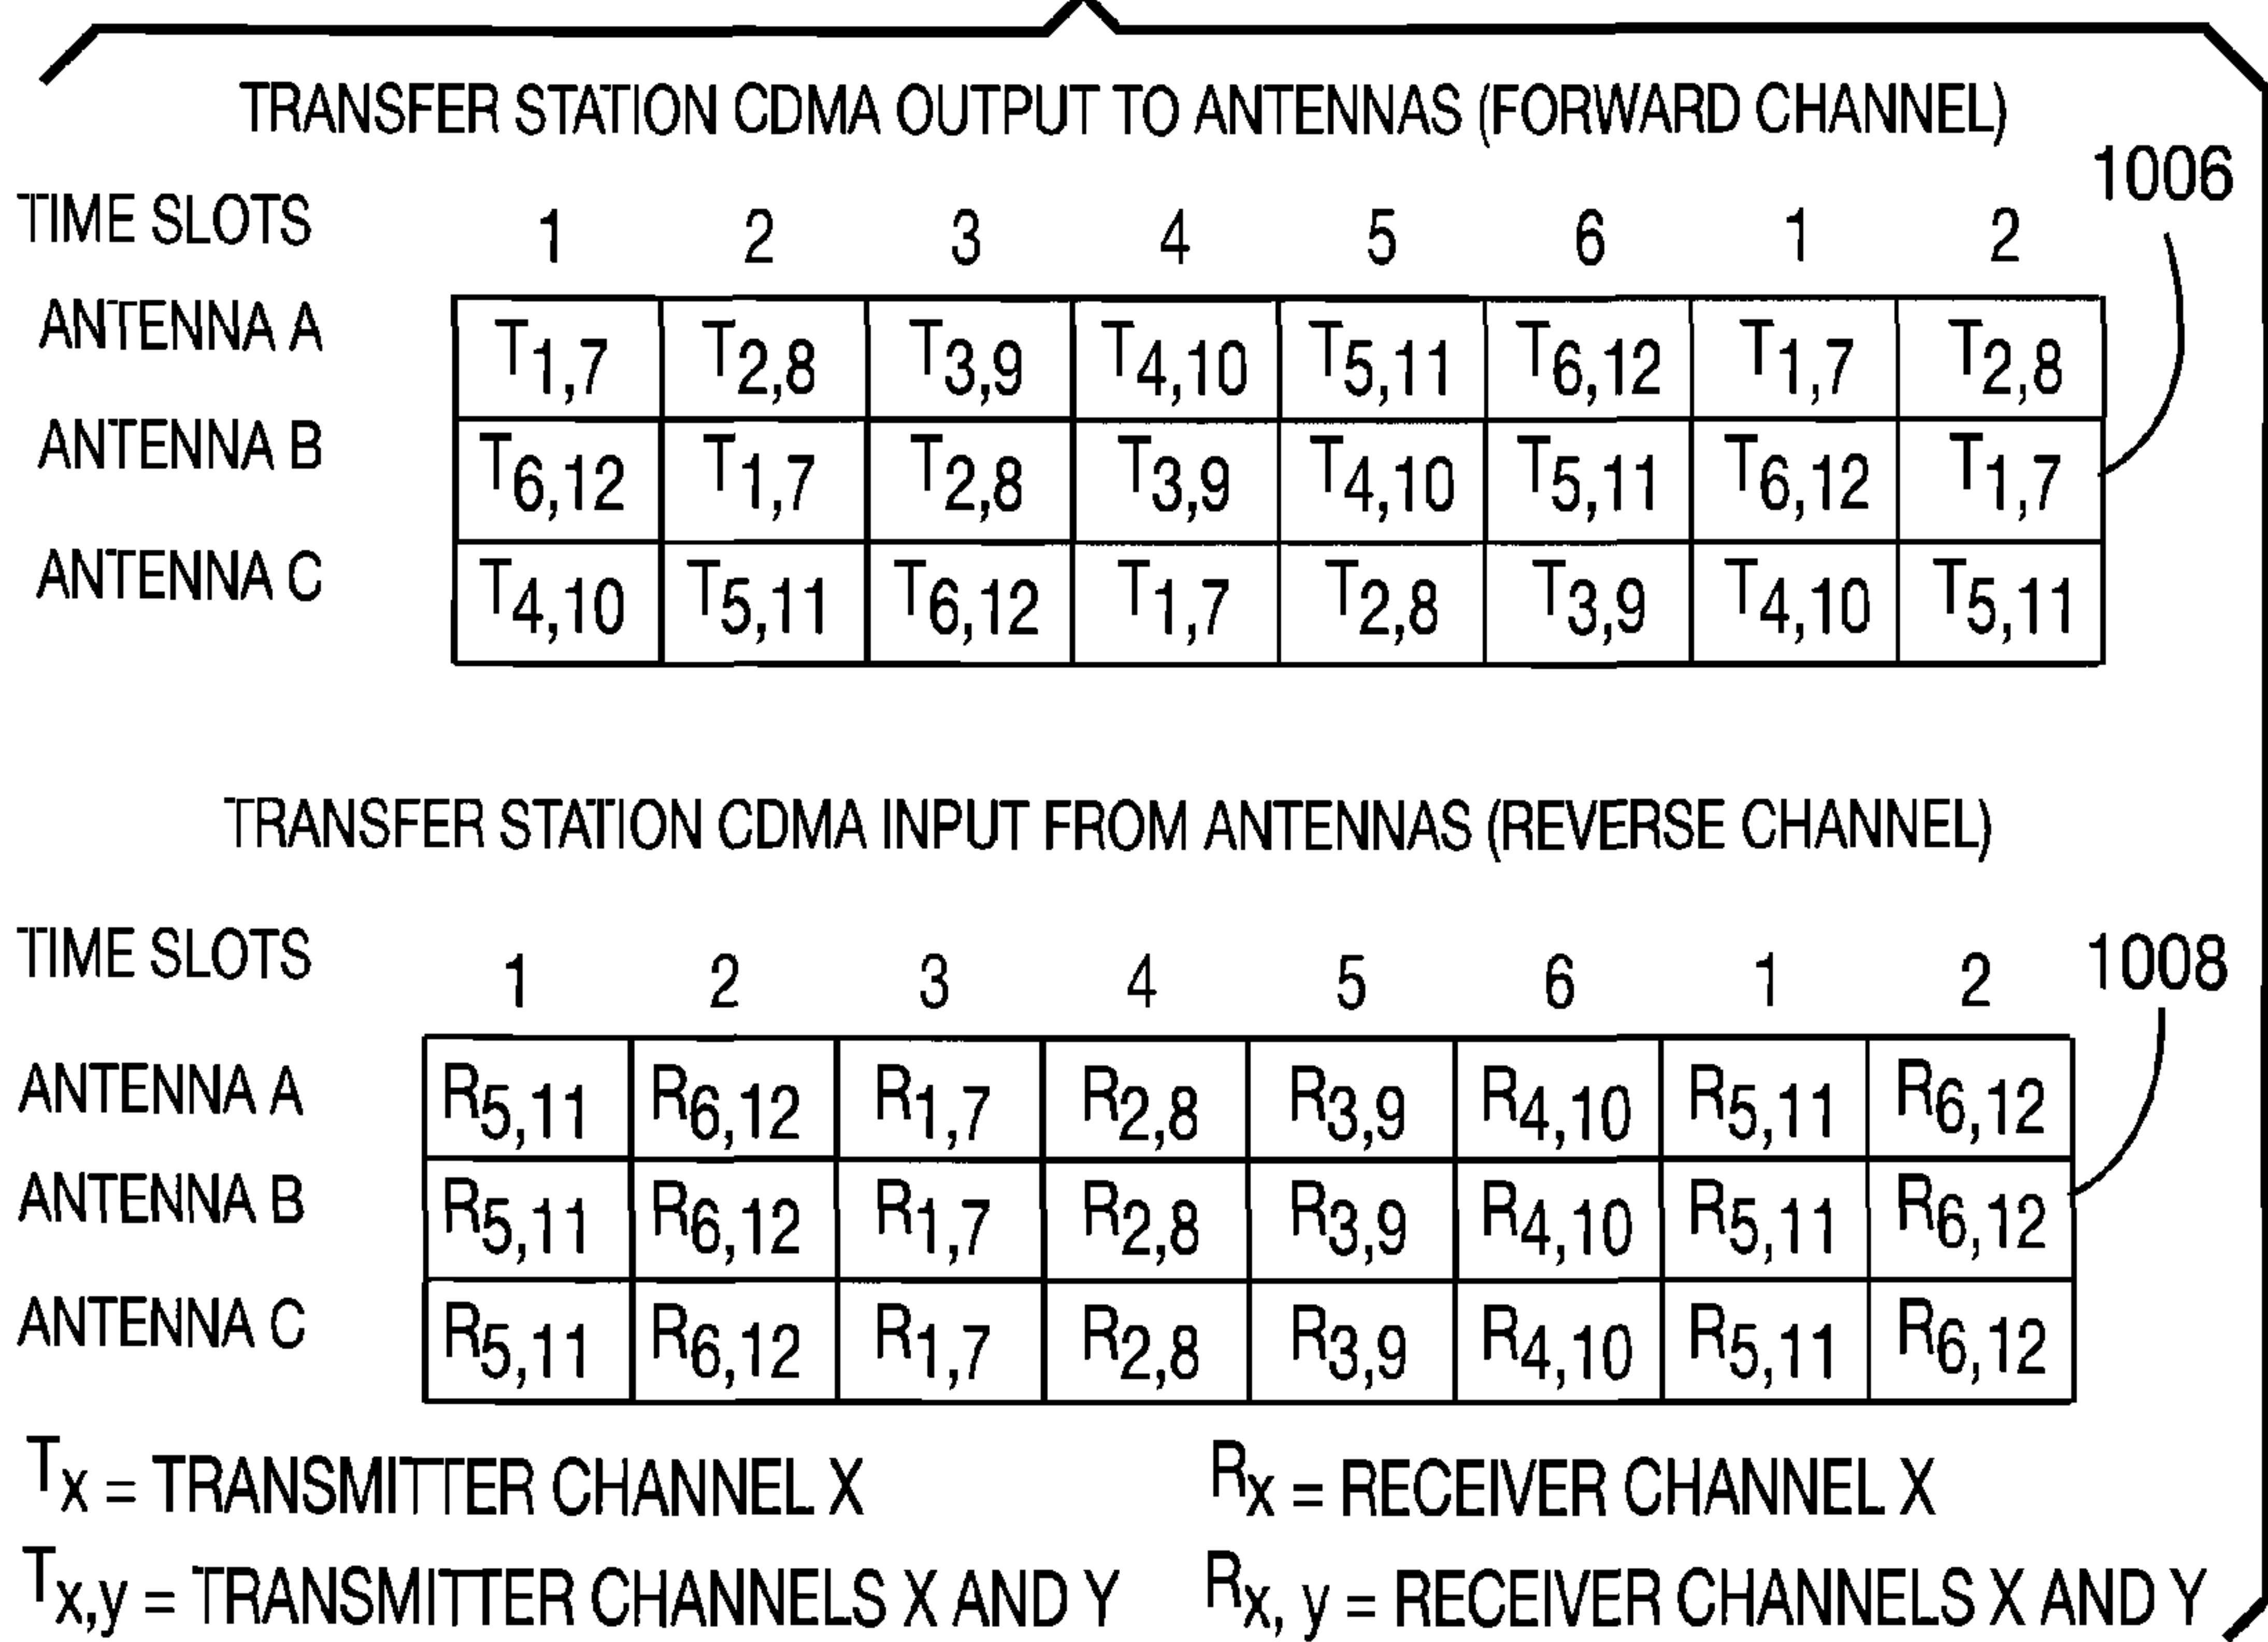 TRANSFER STATION CDMA OUTPUT TO ANTENNAS (FORWARD CHANNEL)
1006
TIME SLOTS 1 2 3 4 5 6 1 2
ANTENNA A T1,7 T2,8 T3,9 T4,10 T5,11 T6,12 T1,7 T2,8
ANTENNA B T6,12 T1,7 T2,8 T3,9 T4,10 T5,11 T6,12 T1,7
ANTENNA C T4,10 T5,11 T6,12 T1,7 T2,8 T3,9 T4,10 T5,11
TRANSFER STATION CDMA INPUT FROM ANTENNAS (REVERSE CHANNEL)
TIME SLOTS 1 2 3 4 5 6 1 2 1008
ANTENNA A R5,11 R6,12 R1,7 R2,8 R3,9 R4,10 R5,11 R6,12
ANTENNA B R5,11 R6,12 R1,7 R2,8 R3,9 R4,10 R5,11 R6,12
ANTENNA C R5,11 R6,12 R1,7 R2,8 R3,9 R4,10 R5,11 R6,12
Tx = TRANSMITTER CHANNEL X Rx = RECEIVER CHANNEL X
Tx,y = TRANSMITTER CHANNELS X AND Y Rx, y = RECEIVER CHANNELS X AND Y